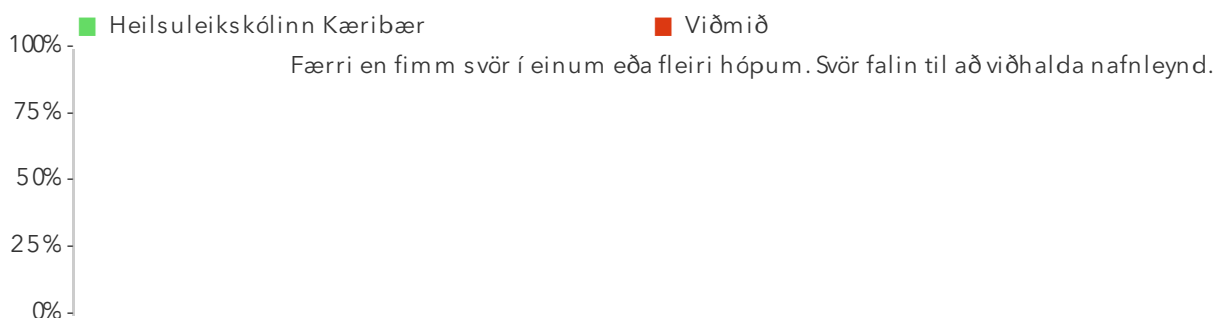 Heilsuleikskólinn Kæribær Viðmið
100%
Færri en fimm svör í einum eða fleiri hópum. Svör falin til að viðhalda nafnleynd.
75%
50%
25%
0%